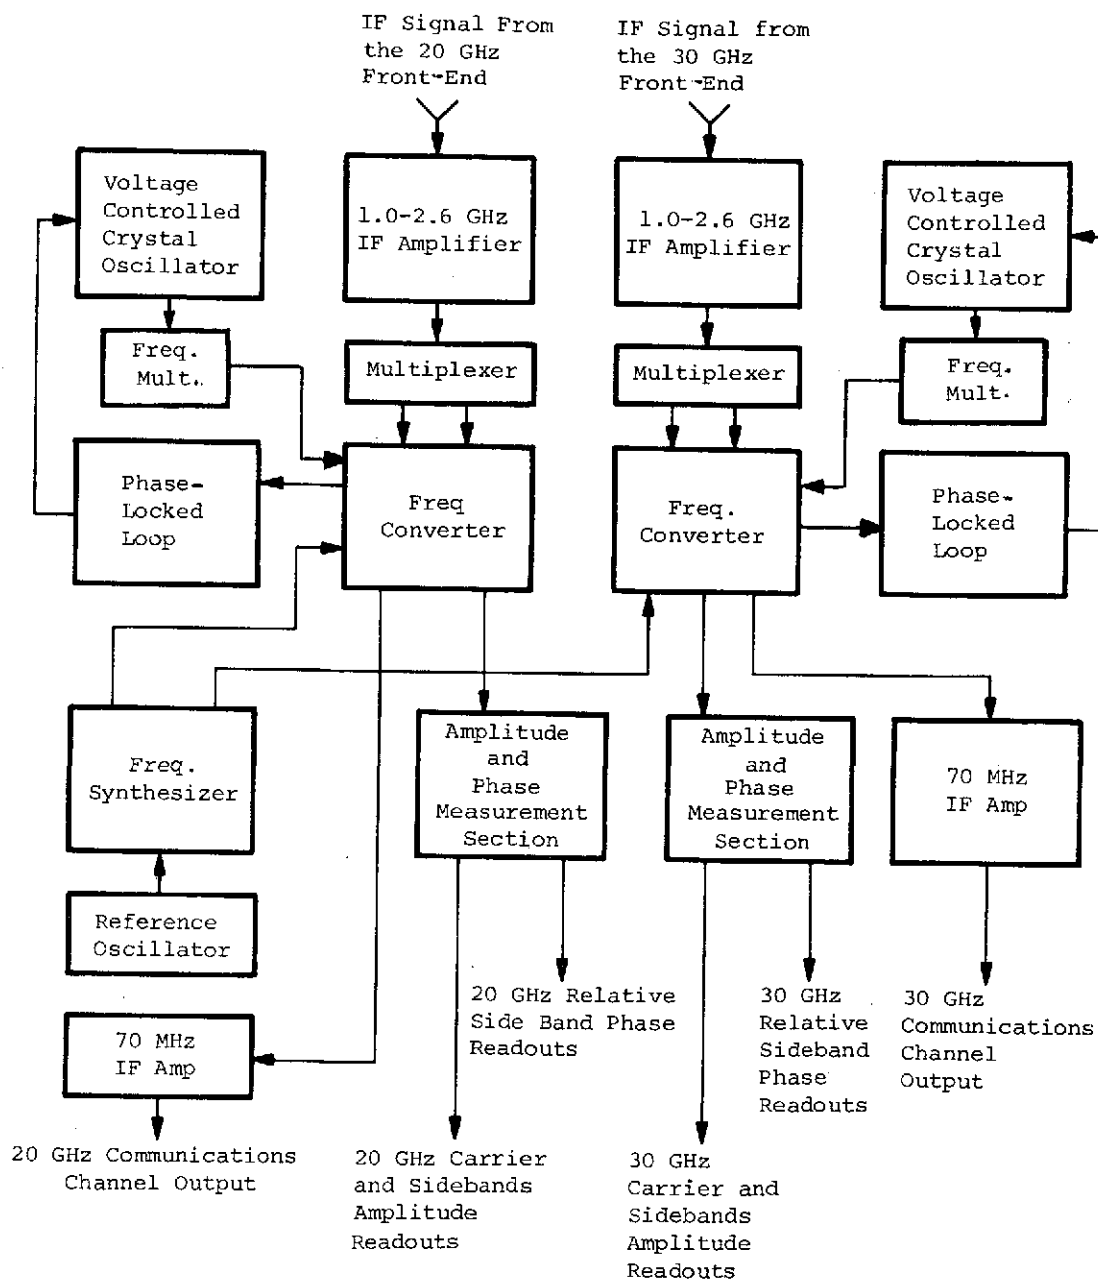 IF Signal From
the 20 GHz
Front-End
IF Signal from
the 30 GHz
Front-End
Voltage
Controlled
Crystal
Oscillator
1.0-2.6 GHz
IF Amplifier
1.0-2.6 GHz
IF Amplifier
Voltage
Controlled
Crystal
Oscillator
Freq.
Mult.
Multiplexer
Multiplexer
Freq.
Mult.
Phase-
Locked
Loop
Freq
Converter
Freq.
Converter
Phase-
Locked
Loop
Freq.
Synthesizer
Amplitude
and
Phase
Measurement
Section
Amplitude
and
Phase
Measurement
Section
70 MHz
IF Amp
Reference
Oscillator
70 MHz
IF Amp
20 GHz Relative
Side Band Phase
Readouts
30 GHz
Relative
Sideband
Phase
Readouts
30 GHz
Communications
Channel
Output
20 GHz Communications
Channel Output
20 GHz Carrier
and Sidebands
Amplitude
Readouts
30 GHz
Carrier and
Sidebands
Amplitude
Readouts